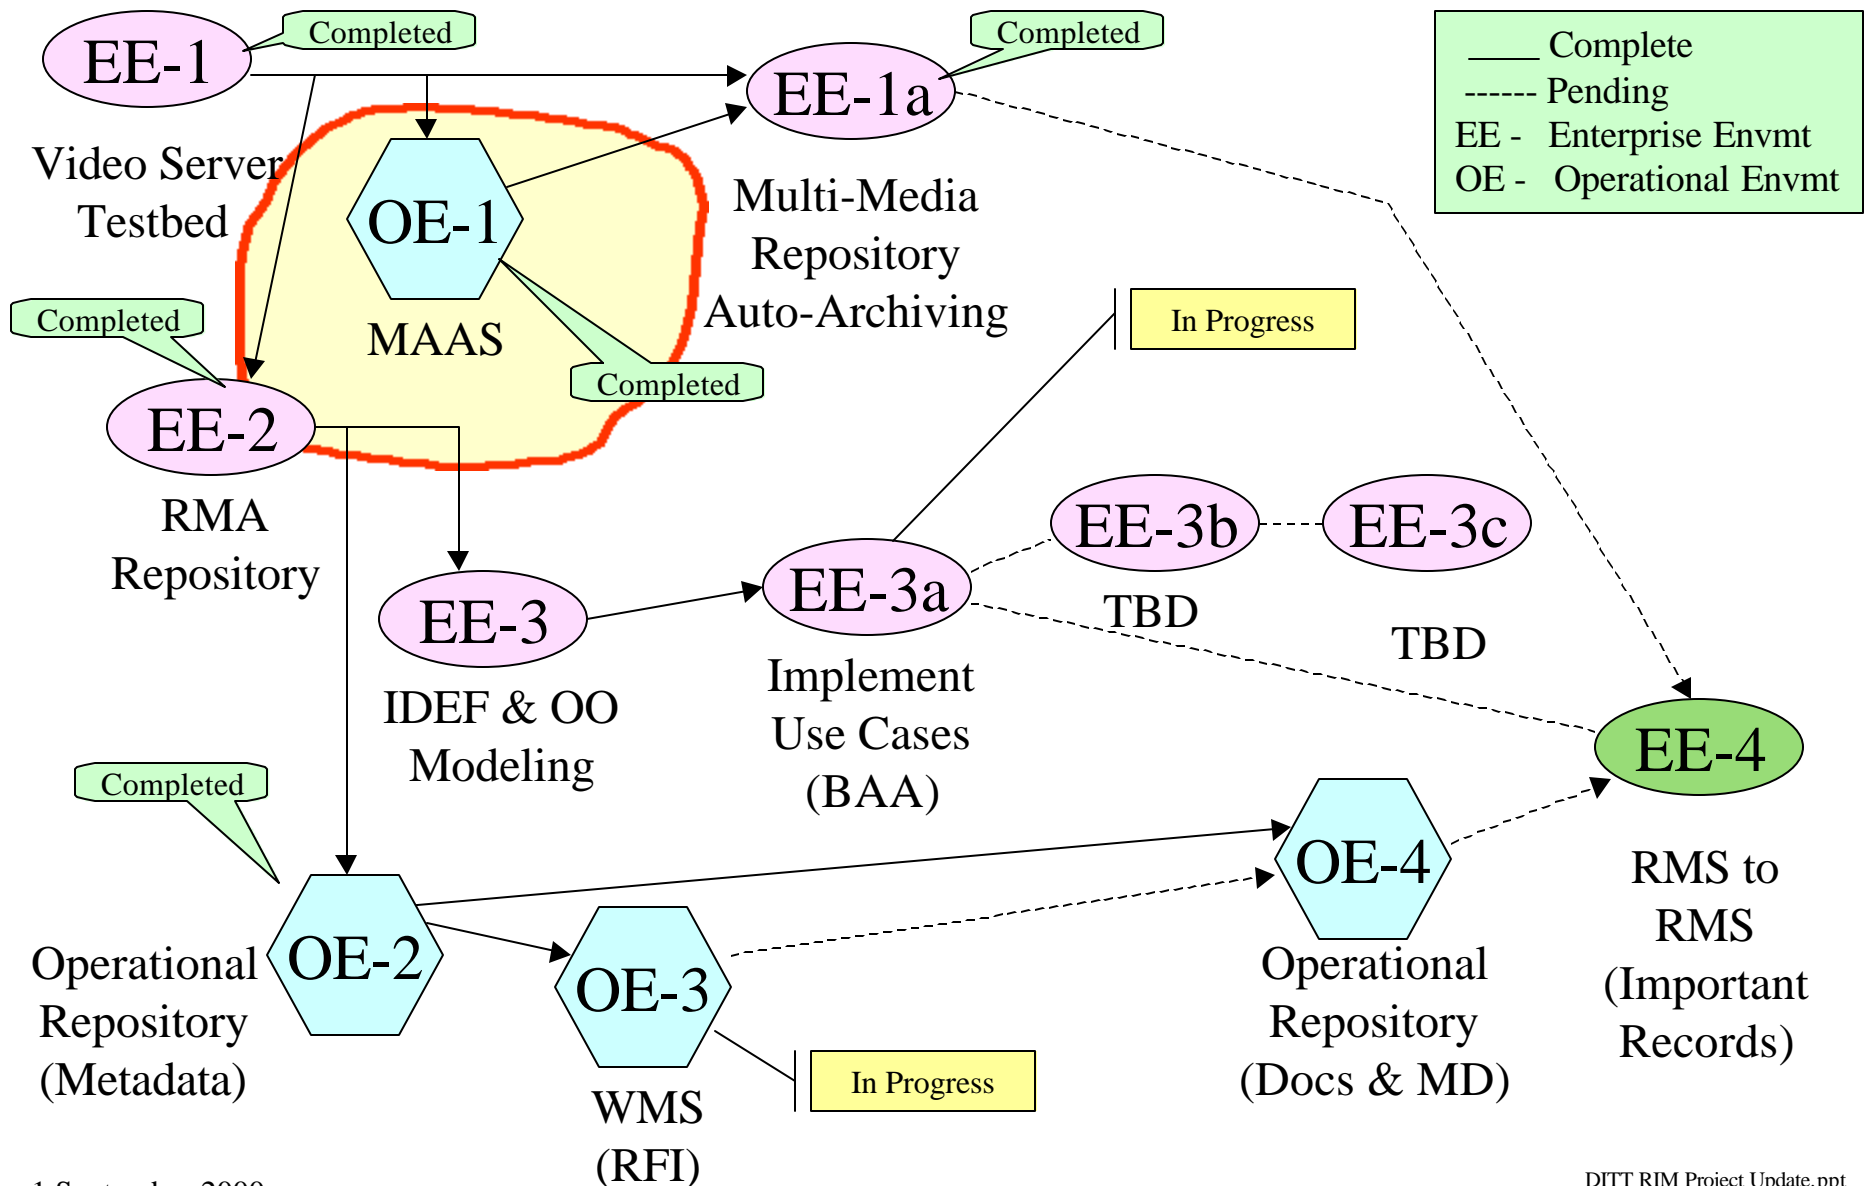 EE-1
Completed
Video Server
Testbed
OE-1
MAAS
Completed
Completed
EE-1a
Multi-Media
Repository
Auto-Archiving
____ Complete
------ Pending
EE - Enterprise Envmt
OE - Operational Envmt
Completed
EE-2
RMA
Repository
In Progress
EE-3
IDEF & OO
Modeling
EE-3a
Implement
Use Cases
(BAA)
EE-3b
TBD
EE-3c
TBD
EE-4
RMS to
RMS
(Important
Records)
Completed
OE-2
Operational
Repository
(Metadata)
OE-3
WMS
(RFI)
In Progress
OE-4
Operational
Repository
(Docs & MD)
1 September 2000
DITT RIM Project Update.ppt